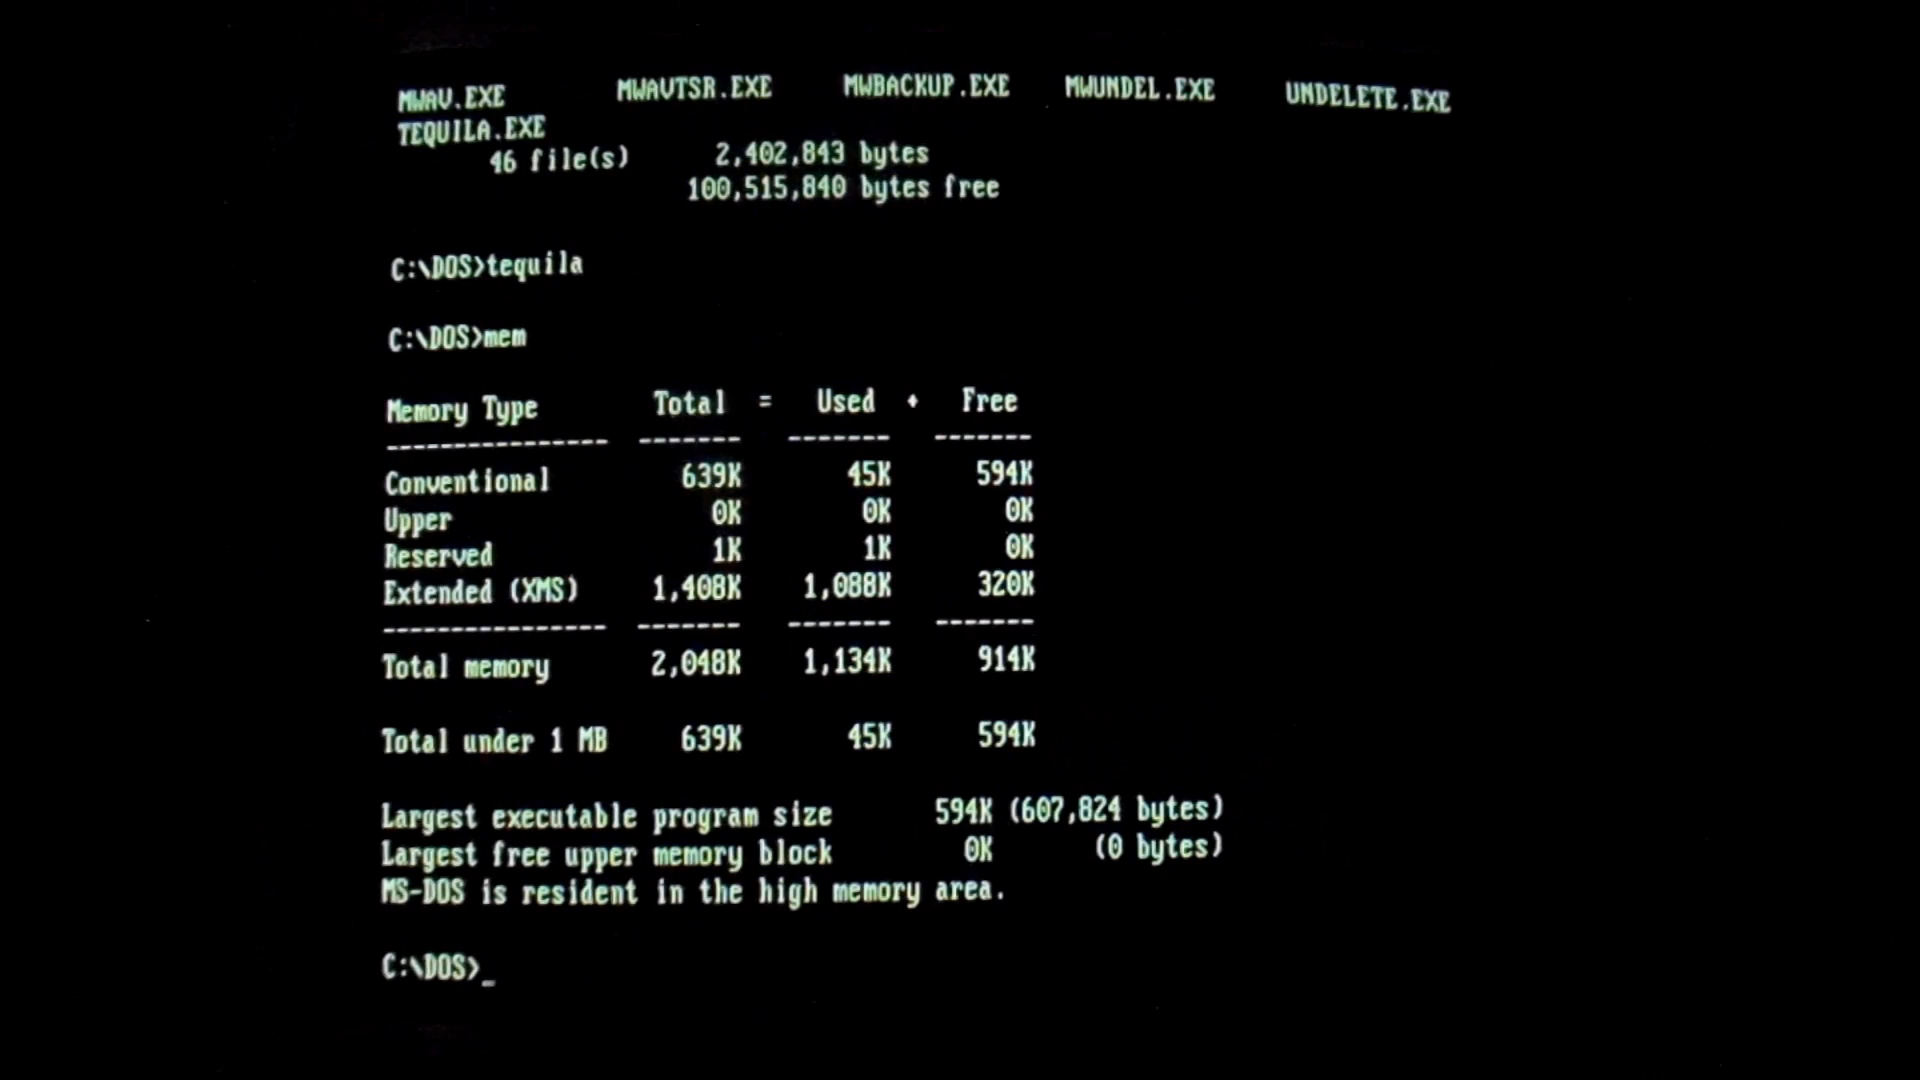 MWAV.EXE MWAVTSR.EXE MWBACKUP.EXE MWUNDEL.EXE UNDELETE.EXE
TEQUILA.EXE
46 file(s) 2,402,843 bytes
100,515,840 bytes free
C:\DOS>tequila
C:\DOS>mem
Memory Type Total = Used + Free
---------------- ------- ------- -------
Conventional 639K 45K 594K
Upper 0K 0K 0K
Reserved 1K 1K 0K
Extended (XMS) 1,408K 1,088K 320K
---------------- ------- ------- -------
Total memory 2,048K 1,134K 914K
Total under 1 MB 639K 45K 594K
Largest executable program size 594K (607,824 bytes)
Largest free upper memory block 0K (0 bytes)
MS-DOS is resident in the high memory area.
C:\DOS>_